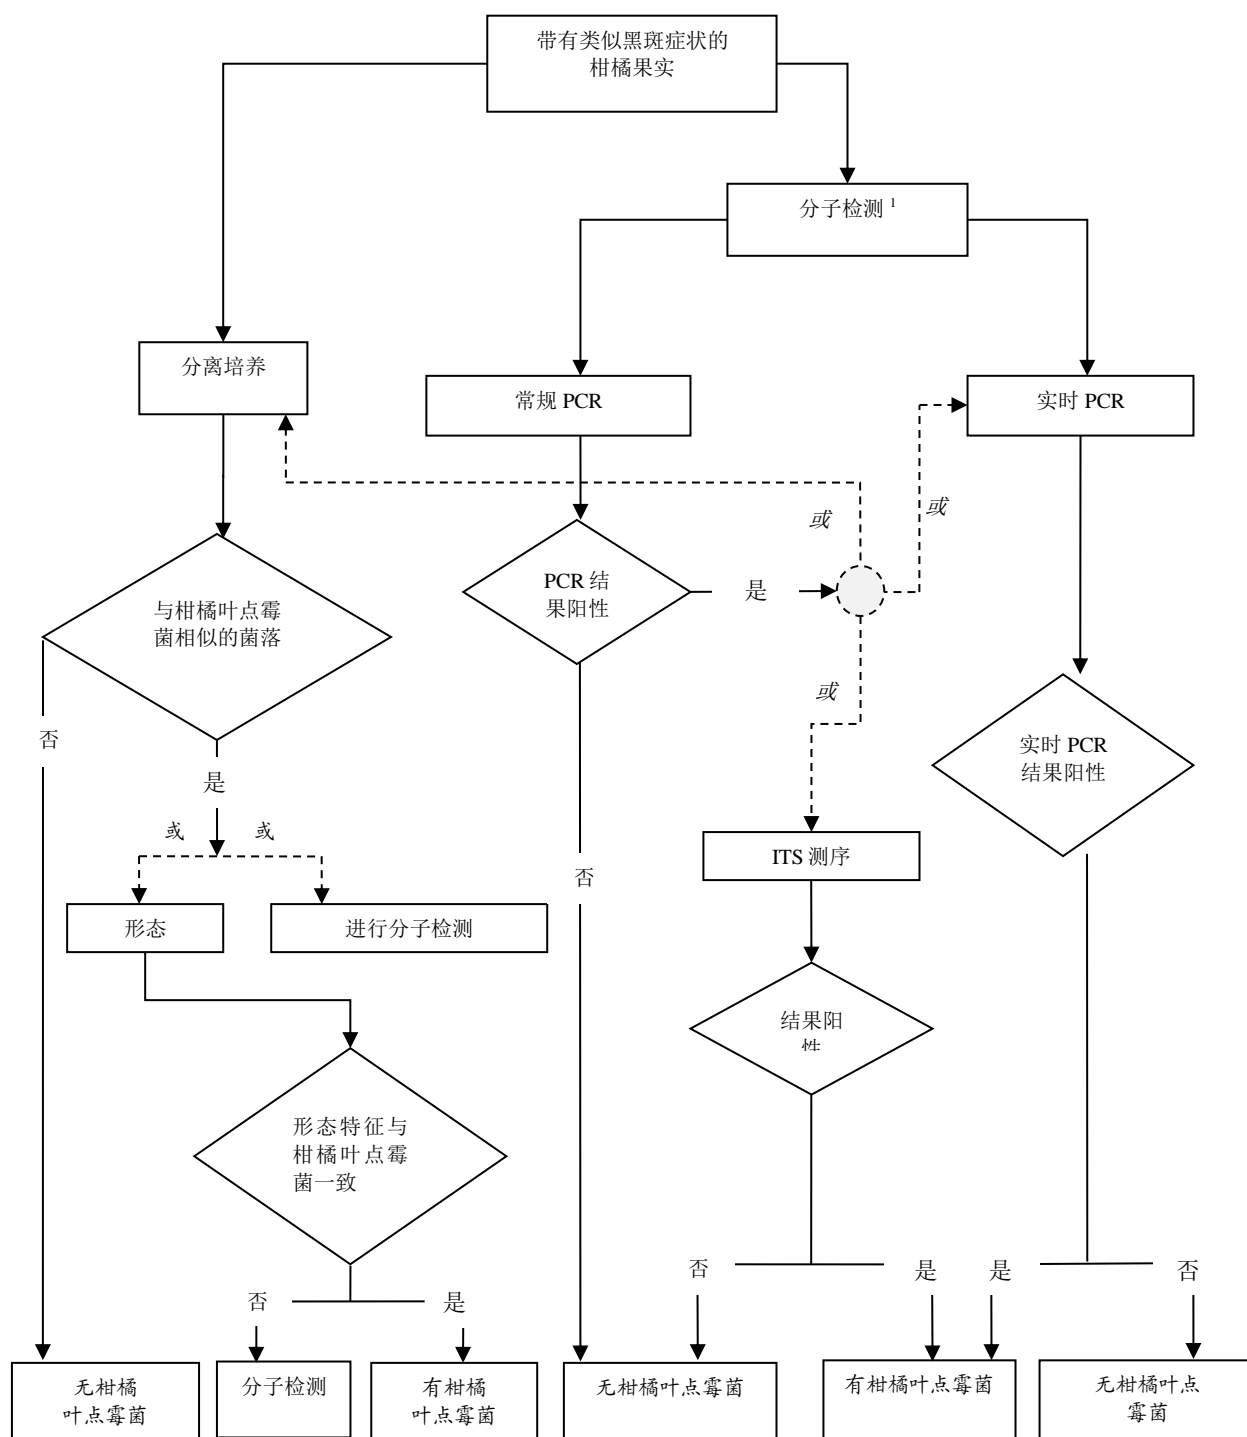 带有类似黑斑症状的
柑橘果实
分子检测 1
分离培养
常规 PCR
实时 PCR
或
或
PCR 结
果阳性
是
与柑橘叶点霉
菌相似的菌落
或
否
实时 PCR
结果阳性
是
或
或
ITS 测序
否
形态
进行分子检测
结果阳
性
形态特征与
柑橘叶点霉
菌一致
否
是
是
否
否
是
无柑橘
叶点霉菌
分子检测
有柑橘
叶点霉菌
无柑橘叶点霉菌
有柑橘叶点霉菌
无柑橘叶点
霉菌